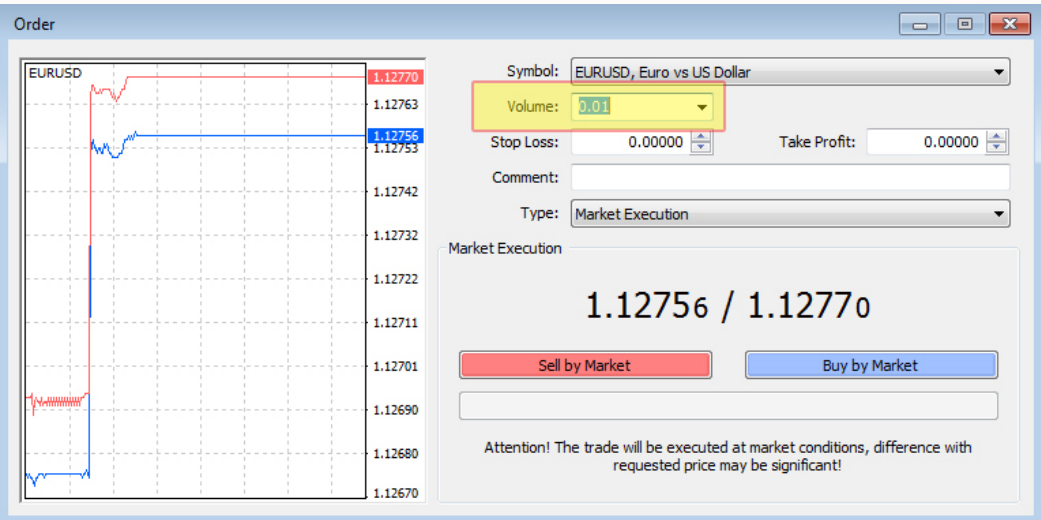 Order
EURUSD
1.12770
1.12763
1.12756
1.12753
1.12742
1.12732
1.12722
1.12711
1.12701
1.12690
1.12680
1.12670
Symbol: EURUSD, Euro vs US Dollar
Volume: 0.01
Stop Loss: 0.00000 Take Profit: 0.00000
Comment:
Type: Market Execution
Market Execution
1.12756 / 1.12770
Sell by Market Buy by Market
Attention! The trade will be executed at market conditions, difference with
requested price may be significant!